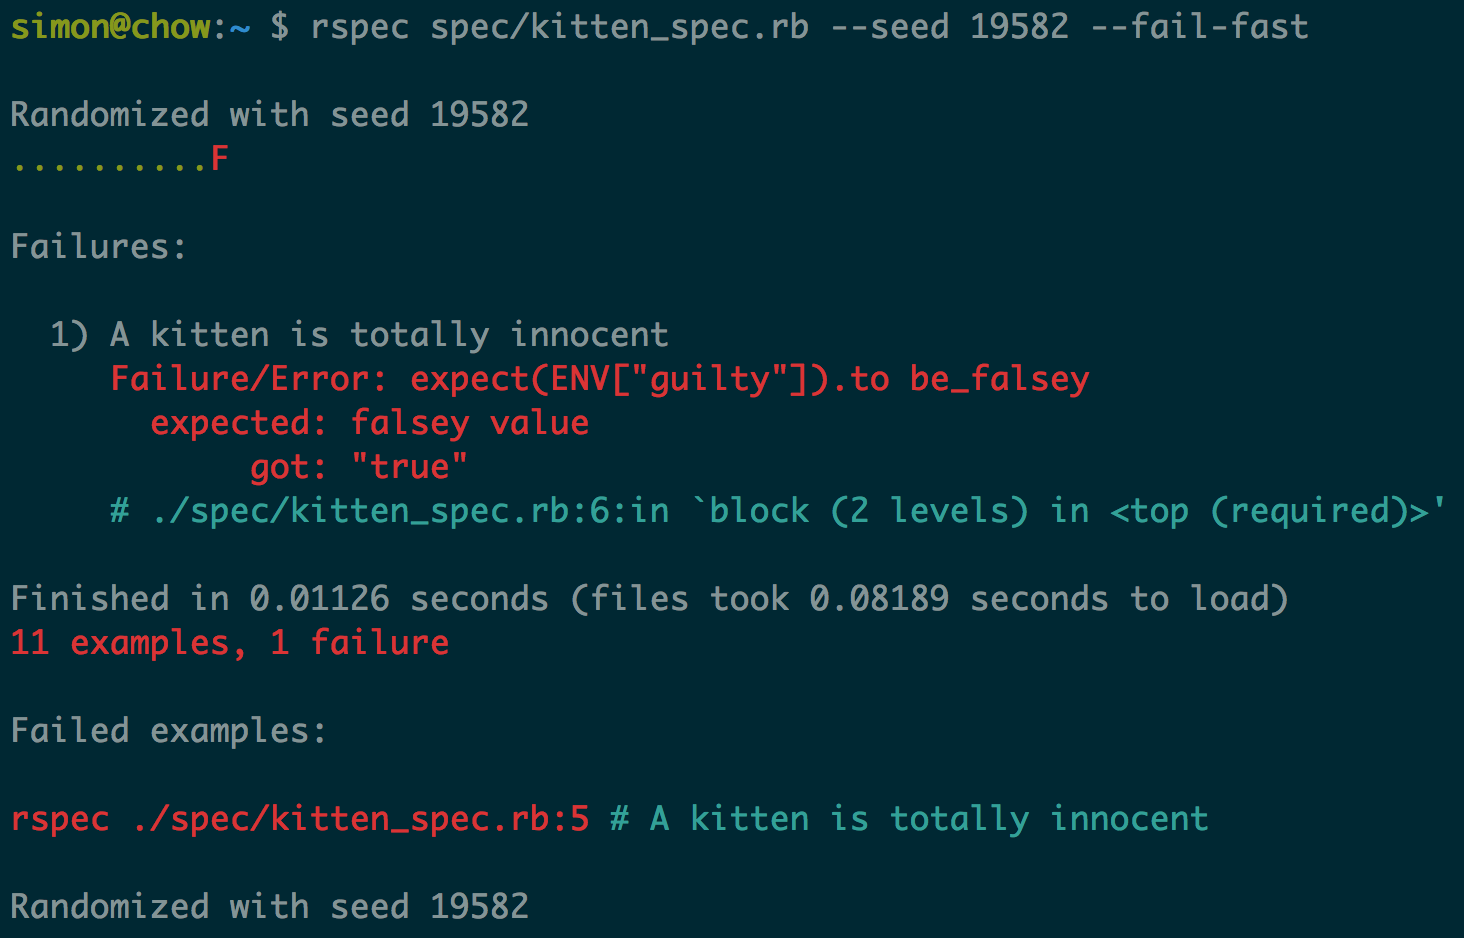 simon@chow:~ $ rspec spec/kitten_spec.rb --seed 19582 --fail-fast
Randomized with seed 19582
..........F
Failures:
1) A kitten is totally innocent
Failure/Error: expect(ENV["guilty"]).to be_falsey
expected: falsey value
got: "true"
# ./spec/kitten_spec.rb:6:in `block (2 levels) in <top (required)>'
Finished in 0.01126 seconds (files took 0.08189 seconds to load)
11 examples, 1 failure
Failed examples:
rspec ./spec/kitten_spec.rb:5 # A kitten is totally innocent
Randomized with seed 19582